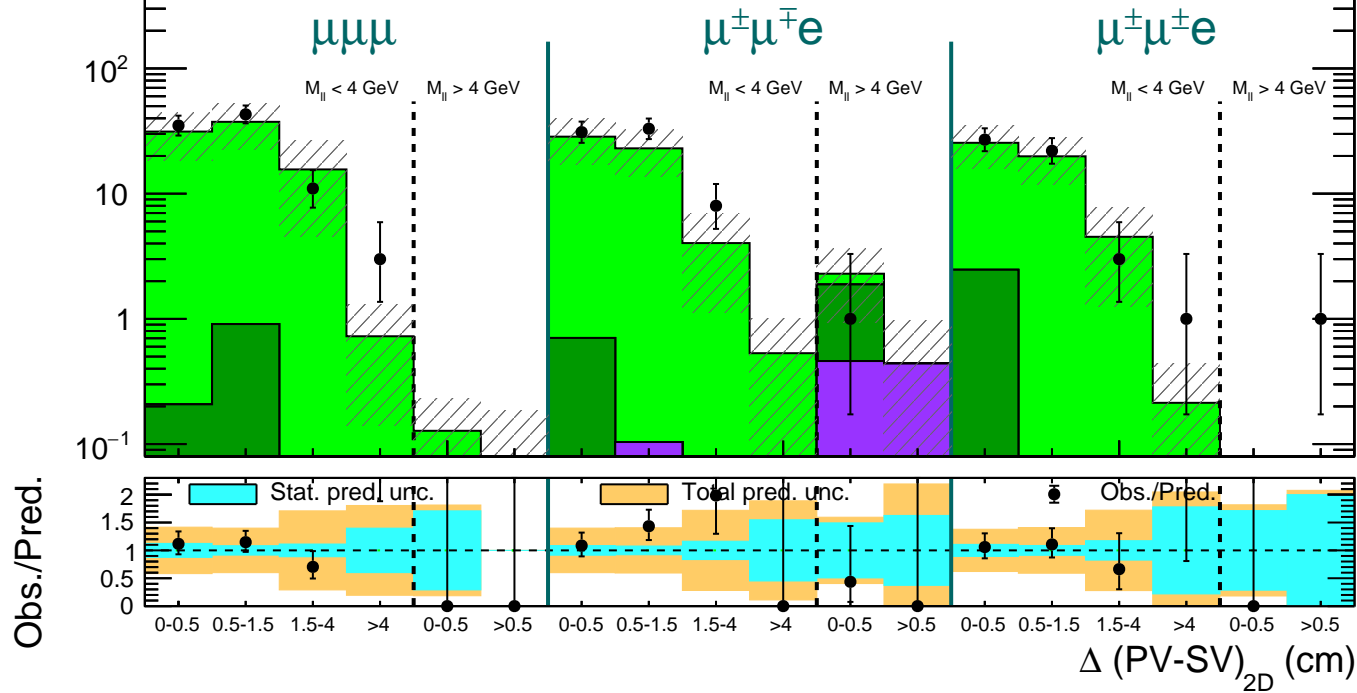 μμμ μ±μ∓e μ±μ±e
10² M_ll < 4 GeV M_ll > 4 GeV M_ll < 4 GeV M_ll > 4 GeV M_ll < 4 GeV M_ll > 4 GeV
10
1
10⁻¹
Obs./Pred.
Stat. pred. unc. Total pred. unc. Obs./Pred.
2
1.5
1
0.5
0
0-0.5 0.5-1.5 1.5-4 >4 0-0.5 >0.5 0-0.5 0.5-1.5 1.5-4 >4 0-0.5 >0.5 0-0.5 0.5-1.5 1.5-4 >4 0-0.5 >0.5
Δ (PV-SV)₂D (cm)